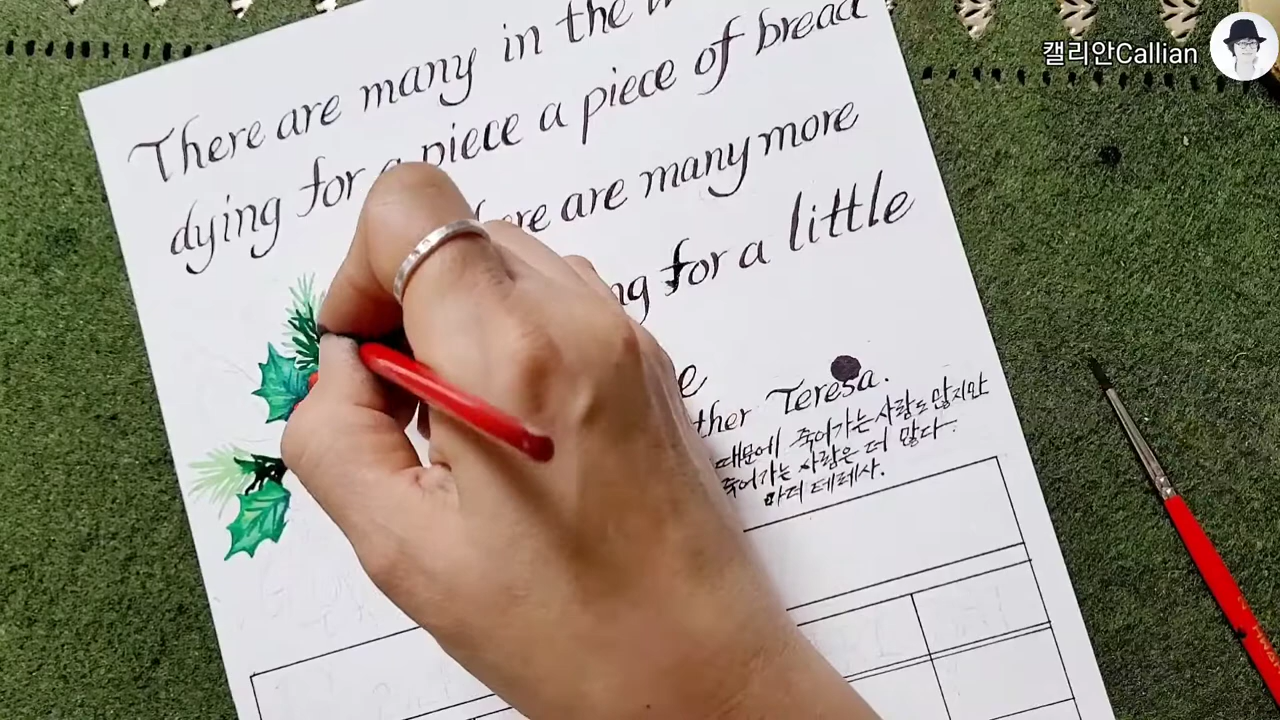 캘리안Callian
There are many in the
dying for a piece a piece of bread
ere are many more
ng for a little
e
ther Teresa.
때문에 죽어가는 사람도 많지만
죽어가는 사람은 더 많다.
마더 테레사.